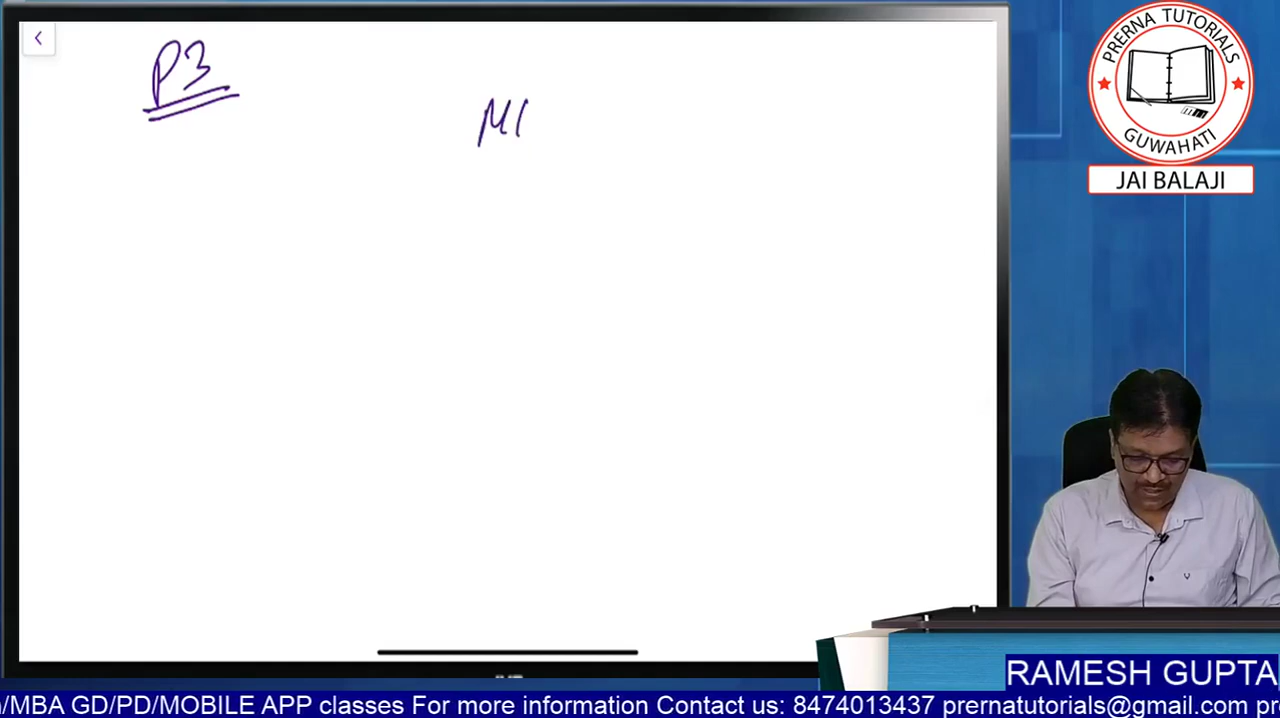 P3
M
PRERNA TUTORIALS
GUWAHATI
JAI BALAJI
RAMESH GUPTA
/MBA GD/PD/MOBILE APP classes For more information Contact us: 8474013437 prernatutorials@gmail.com pr